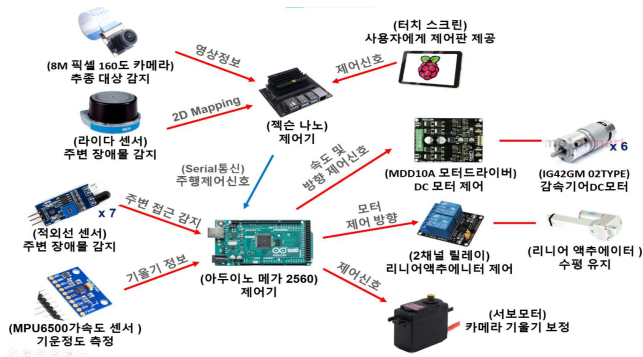 (8M 픽셀 160도 카메라)
추종 대상 감지
영상정보
(터치 스크린)
사용자에게 제어판 제공
제어신호
2D Mapping
(라이다 센서)
주변 장애물 감지
(젝슨 나노)
제어기
(Serial통신)
주행제어신호
속도 및
방향 제어신호
(MDD10A 모터드라이버)
DC 모터 제어
x 6
(IG42GM 02TYPE)
감속기어DC모터
x 7
주변 접근 감지
(적외선 센서)
주변 장애물 감지
모터
제어 방향
(2채널 릴레이)
리니어액추에니터 제어
(리니어 액추에이터)
수평 유지
기울기 정보
(아두이노 메가 2560)
제어기
제어신호
(MPU6500가속도 센서 )
기운정도 측정
(서보모터)
카메라 기울기 보정